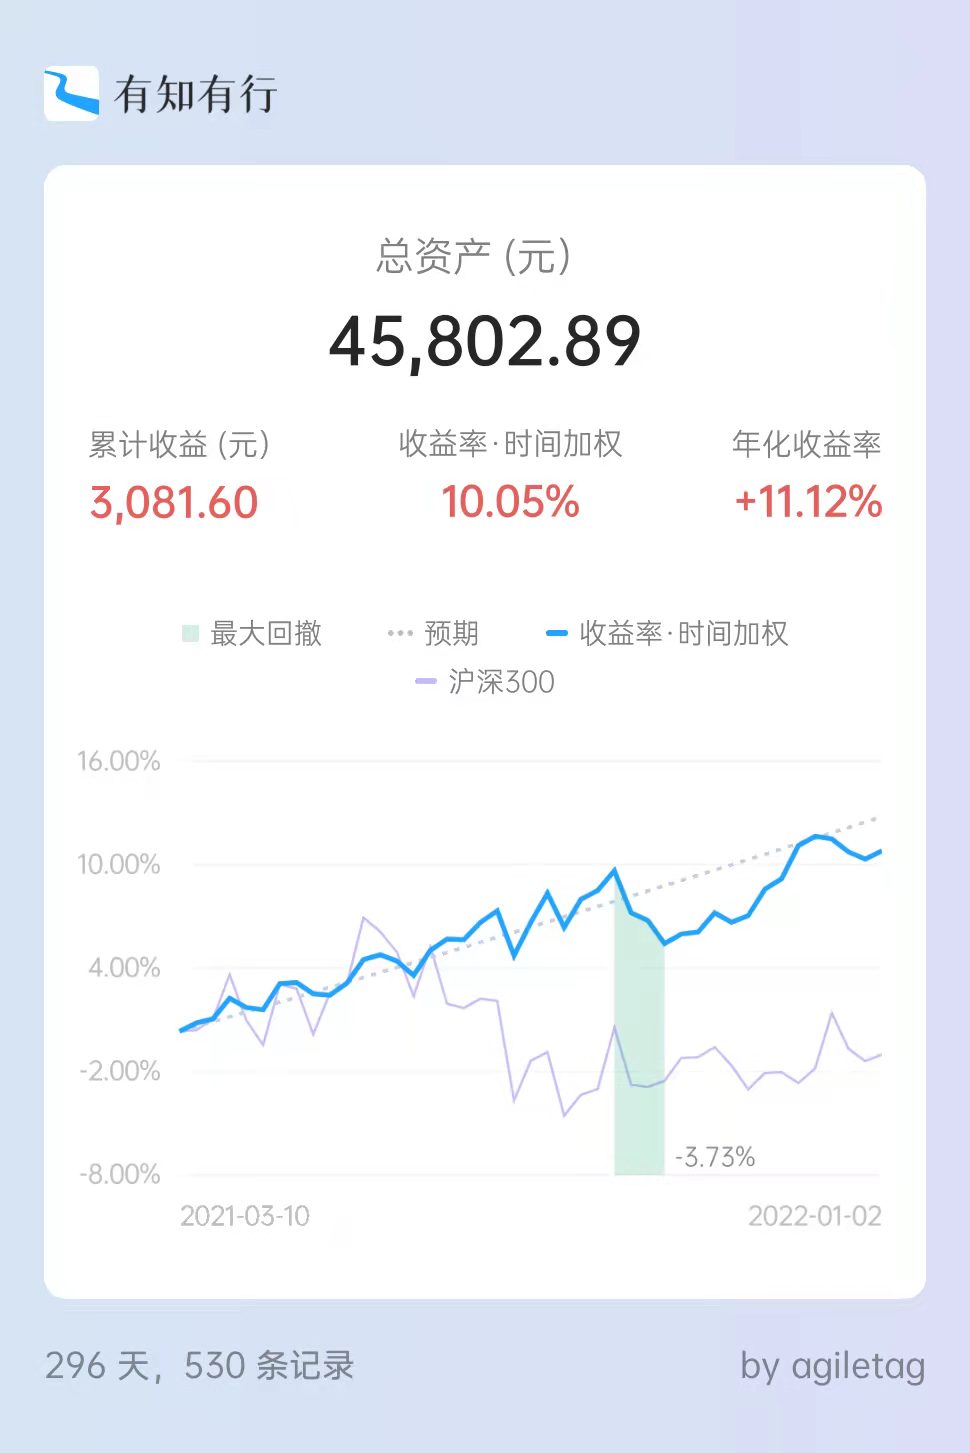 有知有行
总资产 (元)
45,802.89
累计收益 (元) 收益率·时间加权 年化收益率
3,081.60 10.05% +11.12%
最大回撤 预期 收益率·时间加权
沪深300
16.00%
10.00%
4.00%
-2.00%
-3.73%
-8.00%
2021-03-10 2022-01-02
296 天，530 条记录 by agiletag